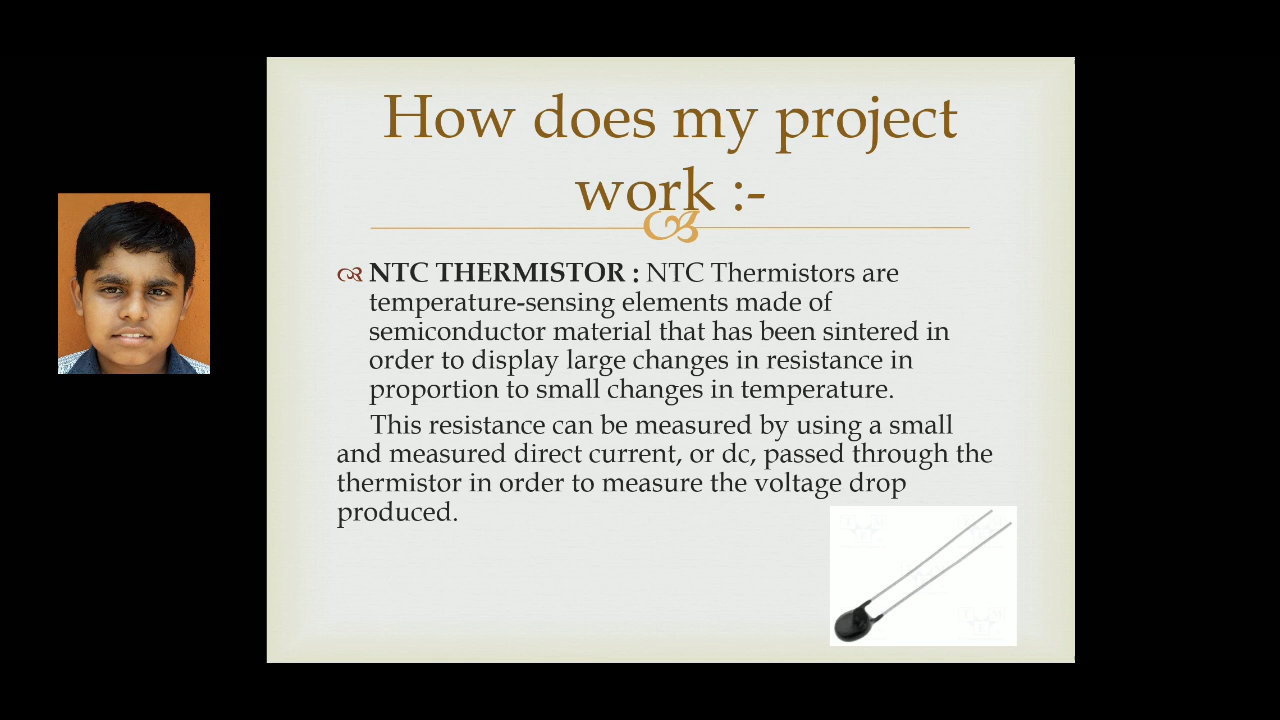 How does my project
work :-
NTC THERMISTOR : NTC Thermistors are
temperature-sensing elements made of
semiconductor material that has been sintered in
order to display large changes in resistance in
proportion to small changes in temperature.
This resistance can be measured by using a small
and measured direct current, or dc, passed through the
thermistor in order to measure the voltage drop
produced.